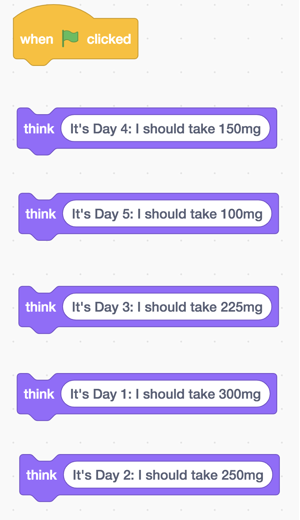 when clicked
think It's Day 4: I should take 150mg
think It's Day 5: I should take 100mg
think It's Day 3: I should take 225mg
think It's Day 1: I should take 300mg
think It's Day 2: I should take 250mg